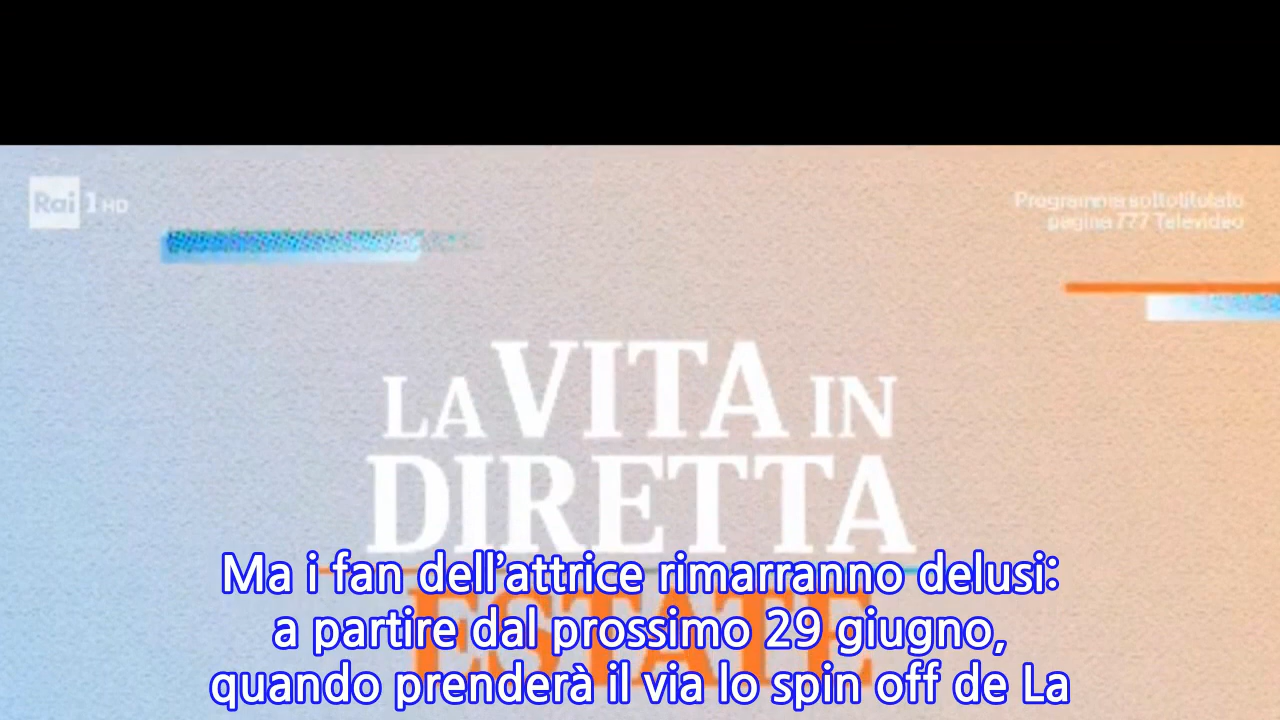 Rai 1 HD
Programma sottotitolato
pagina 777 Televideo
LA VITA IN
DIRETTA
ESTATE
Ma i fan dell'attrice rimarranno delusi:
a partire dal prossimo 29 giugno,
quando prenderà il via lo spin off de La